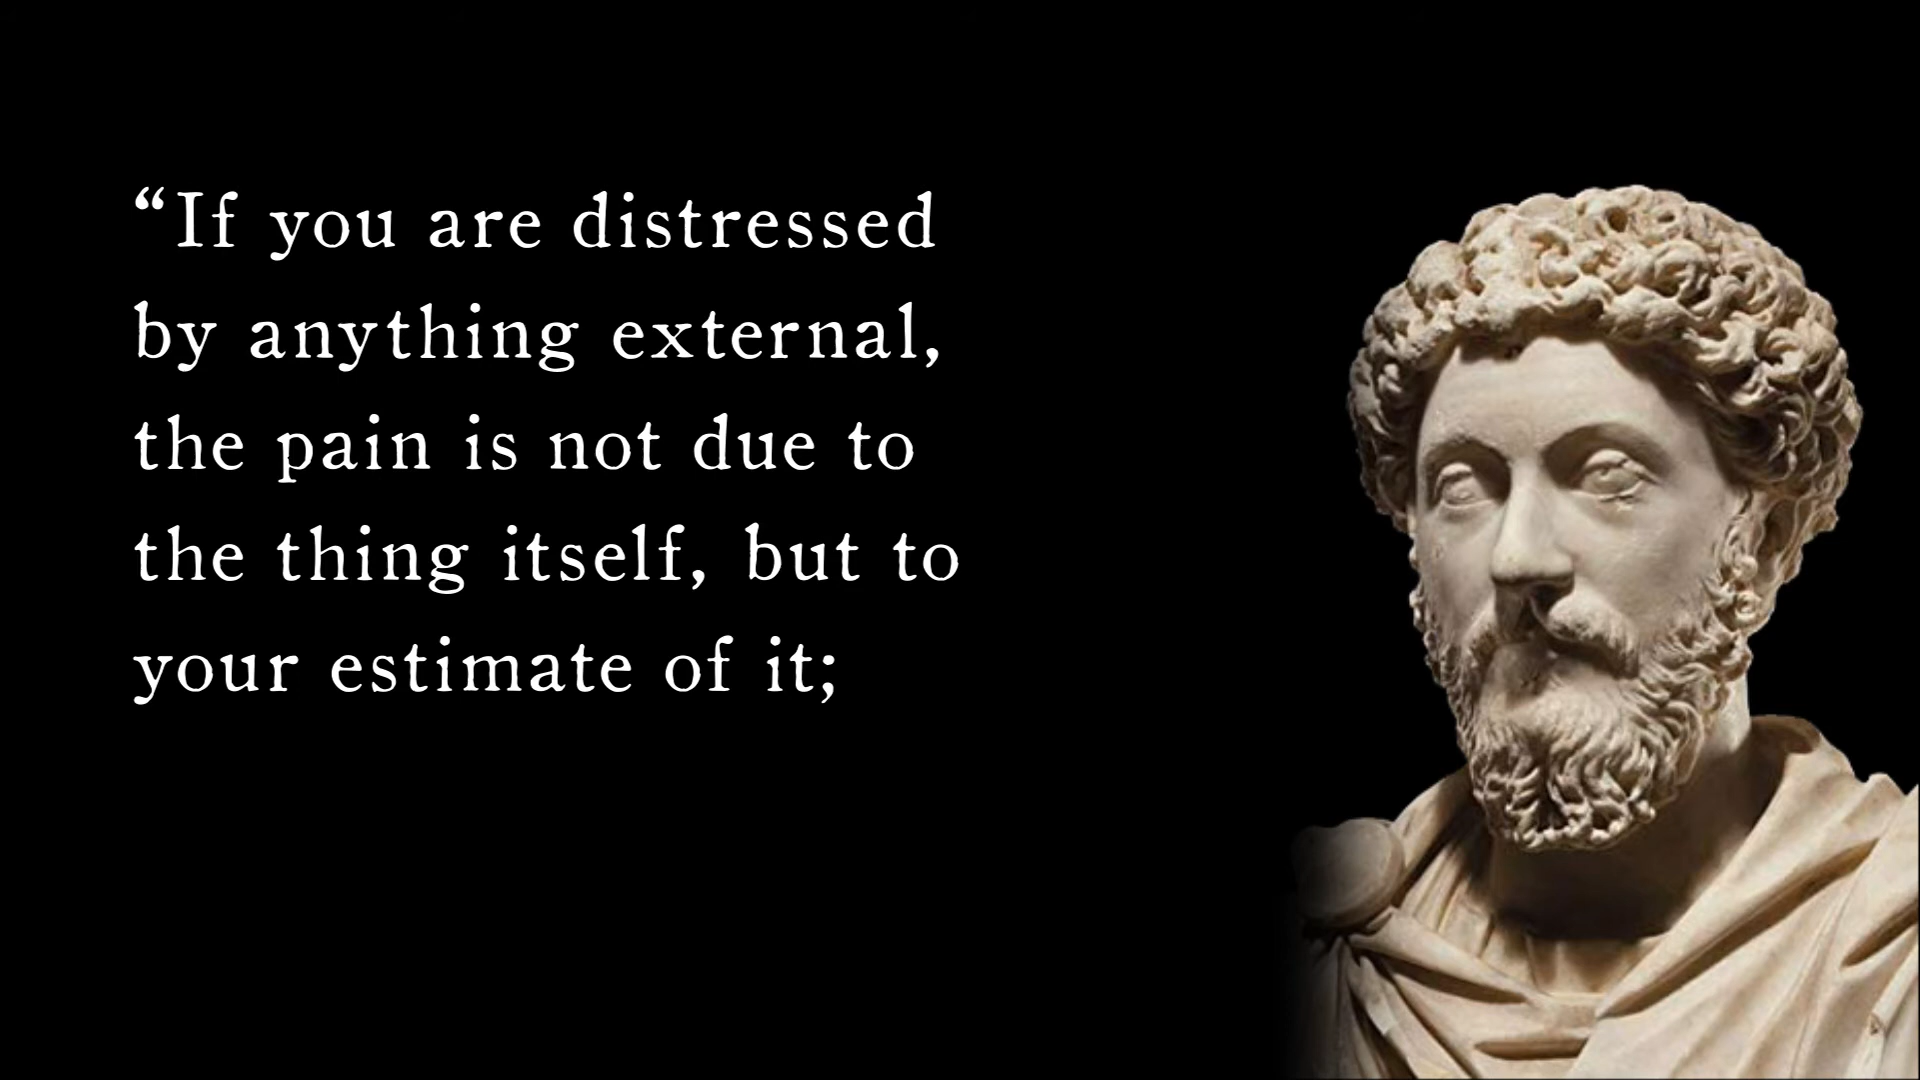 “If you are distressed
by anything external,
the pain is not due to
the thing itself, but to
your estimate of it;